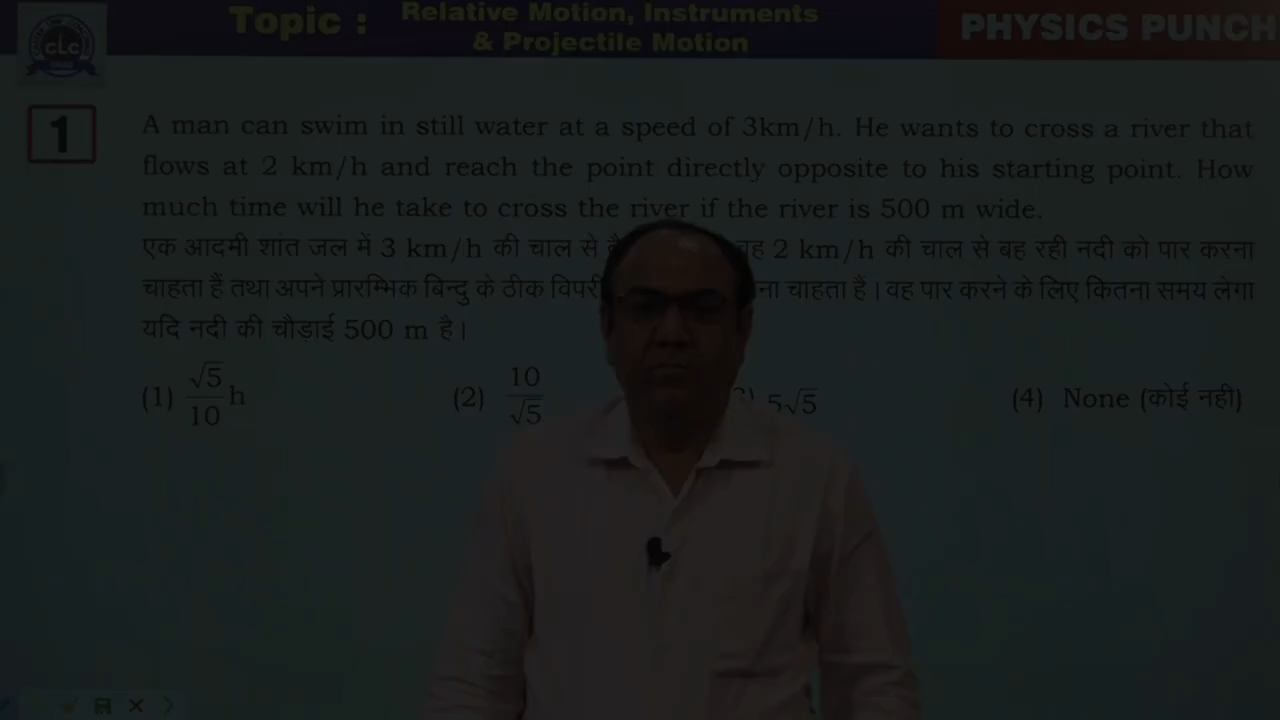 Topic :
Relative Motion, Instruments
& Projectile Motion
PHYSICS PUNCH
CLC
1
A man can swim in still water at a speed of 3km/h. He wants to cross a river that
flows at 2 km/h and reach the point directly opposite to his starting point. How
much time will he take to cross the river if the river is 500 m wide.
एक आदमी शांत जल में 3 km/h की चाल से 2 km/h की चाल से बह रही नदी को पार करना
चाहता हैं तथा अपने प्रारम्भिक बिन्दु के ठीक चाहता हैं। वह पार करने के लिए कितना समय लेगा
यदि नदी की चौड़ाई 500 m है।
(1) √5/10 h
(2) 10/√5
5√5
(4) None (कोई नही)